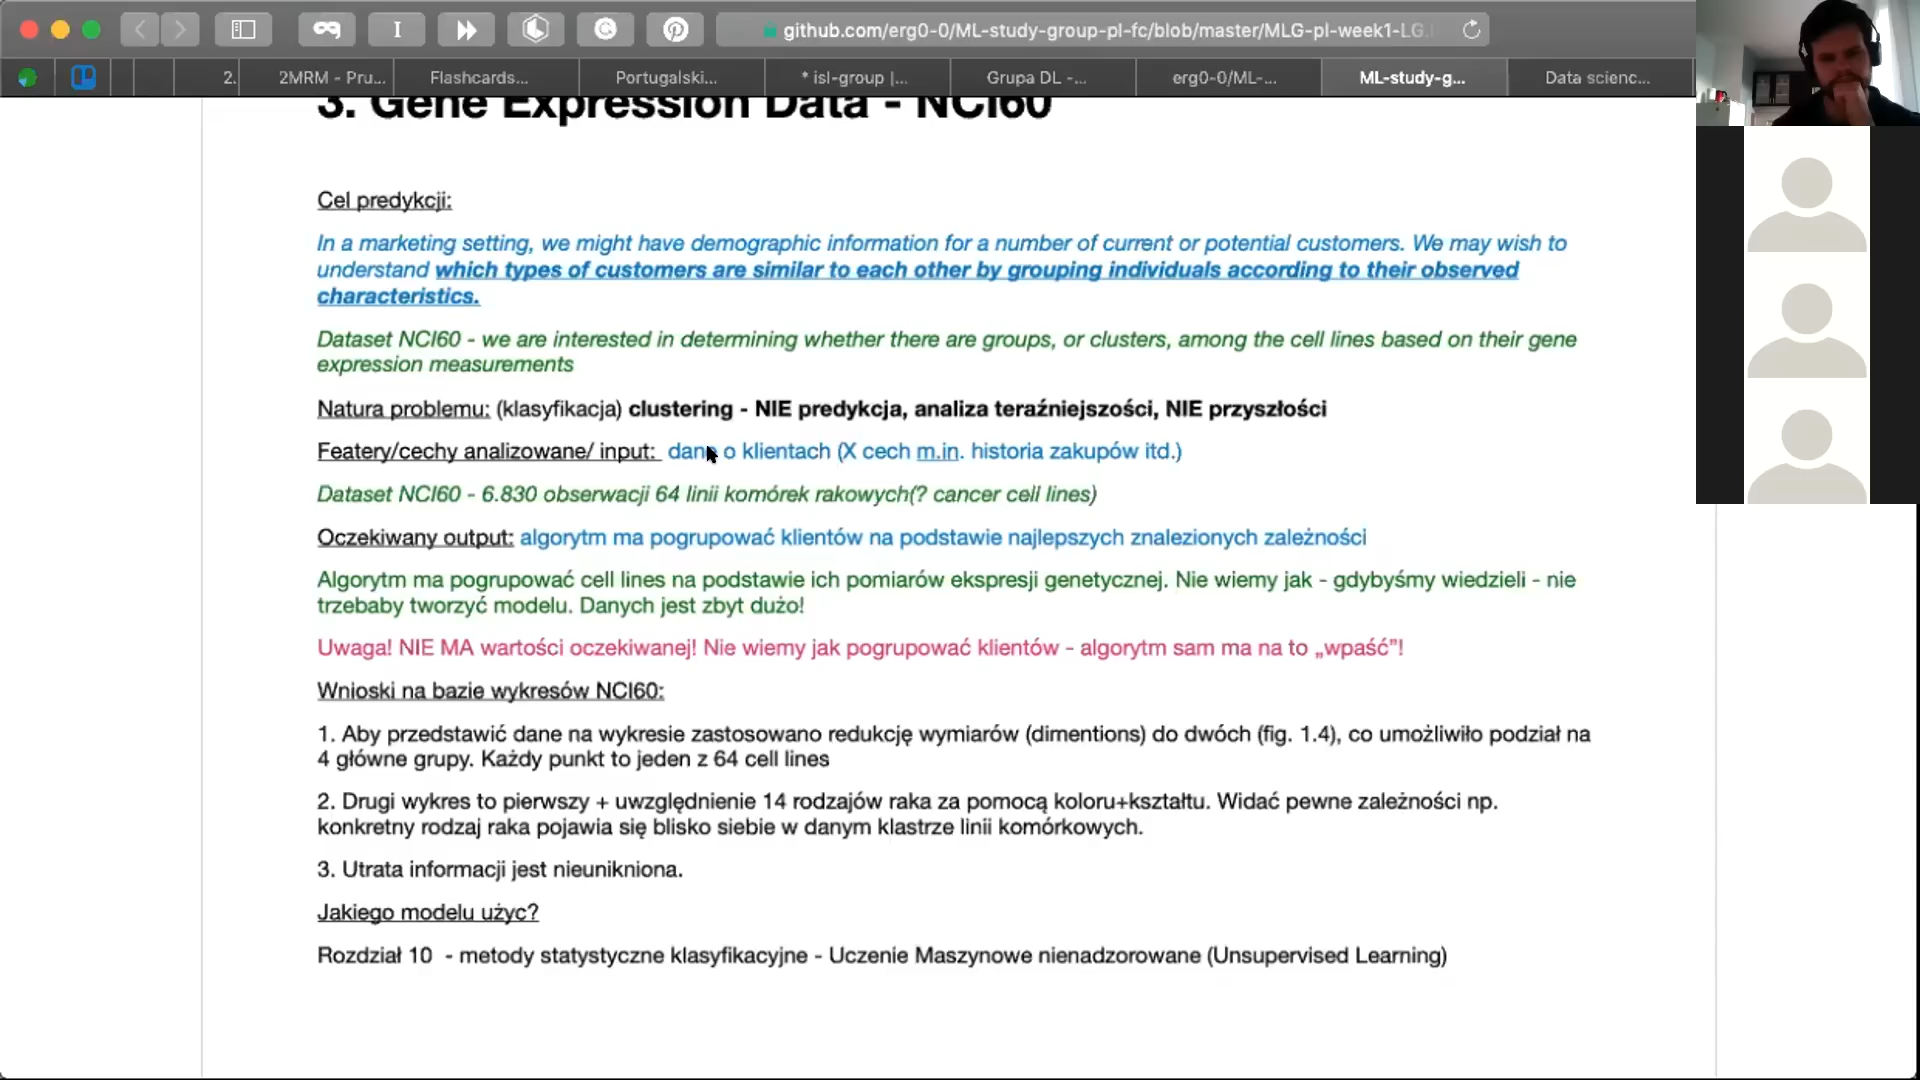 github.com/erg0-0/ML-study-group-pl-fc/blob/master/MLG-pl-week1-LG.
2.
2MRM - Pru...
Flashcards...
Portugalski...
* isl-group |...
Grupa DL -...
erg0-0/ML-...
ML-study-g...
Data scienc...
3. Gene Expression Data - NCI60
Cel predykcji:
In a marketing setting, we might have demographic information for a number of current or potential customers. We may wish to
understand which types of customers are similar to each other by grouping individuals according to their observed
characteristics.
Dataset NCI60 - we are interested in determining whether there are groups, or clusters, among the cell lines based on their gene
expression measurements
Natura problemu: (klasyfikacja) clustering - NIE predykcja, analiza teraźniejszości, NIE przyszłości
Featery/cechy analizowane/ input: dane o klientach (X cech m.in. historia zakupów itd.)
Dataset NCI60 - 6.830 obserwacji 64 linii komórek rakowych(? cancer cell lines)
Oczekiwany output: algorytm ma pogrupować klientów na podstawie najlepszych znalezionych zależności
Algorytm ma pogrupować cell lines na podstawie ich pomiarów ekspresji genetycznej. Nie wiemy jak - gdybyśmy wiedzieli - nie
trzebaby tworzyć modelu. Danych jest zbyt dużo!
Uwaga! NIE MA wartości oczekiwanej! Nie wiemy jak pogrupować klientów - algorytm sam ma na to „wpaść”!
Wnioski na bazie wykresów NCI60:
1. Aby przedstawić dane na wykresie zastosowano redukcję wymiarów (dimentions) do dwóch (fig. 1.4), co umożliwiło podział na
4 główne grupy. Każdy punkt to jeden z 64 cell lines
2. Drugi wykres to pierwszy + uwzględnienie 14 rodzajów raka za pomocą koloru+kształtu. Widać pewne zależności np.
konkretny rodzaj raka pojawia się blisko siebie w danym klastrze linii komórkowych.
3. Utrata informacji jest nieunikniona.
Jakiego modelu użyc?
Rozdział 10 - metody statystyczne klasyfikacyjne - Uczenie Maszynowe nienadzorowane (Unsupervised Learning)